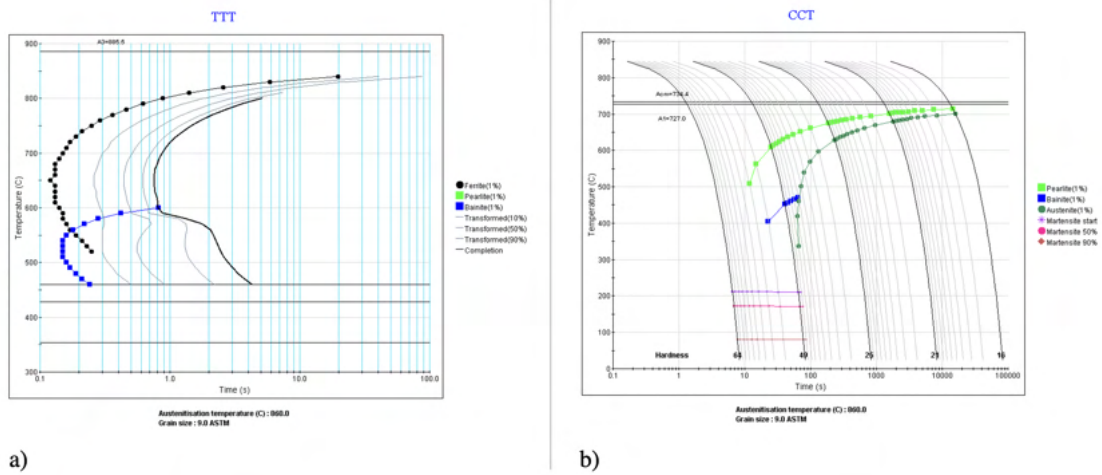 TTT
A3=885.5
900
800
700
600
500
400
300
Temperature (C)
0.1
1.0
10.0
100.0
Time (s)
Ferrite(1%)
Pearlite(1%)
Bainite(1%)
Transformed(10%)
Transformed(50%)
Transformed(90%)
Completion
Austenitisation temperature (C) : 860.0
Grain size : 9.0 ASTM
a)
CCT
900
800
700
600
500
400
300
200
100
0
Temperature (C)
Acm=734.4
A1=727.0
Hardness
64
49
25
21
16
0.1
1
10
100
1000
10000
100000
Time (s)
Pearlite(1%)
Bainite(1%)
Austenite(1%)
Martensite start
Martensite 50%
Martensite 90%
Austenitisation temperature (C) : 860.0
Grain size : 9.0 ASTM
b)